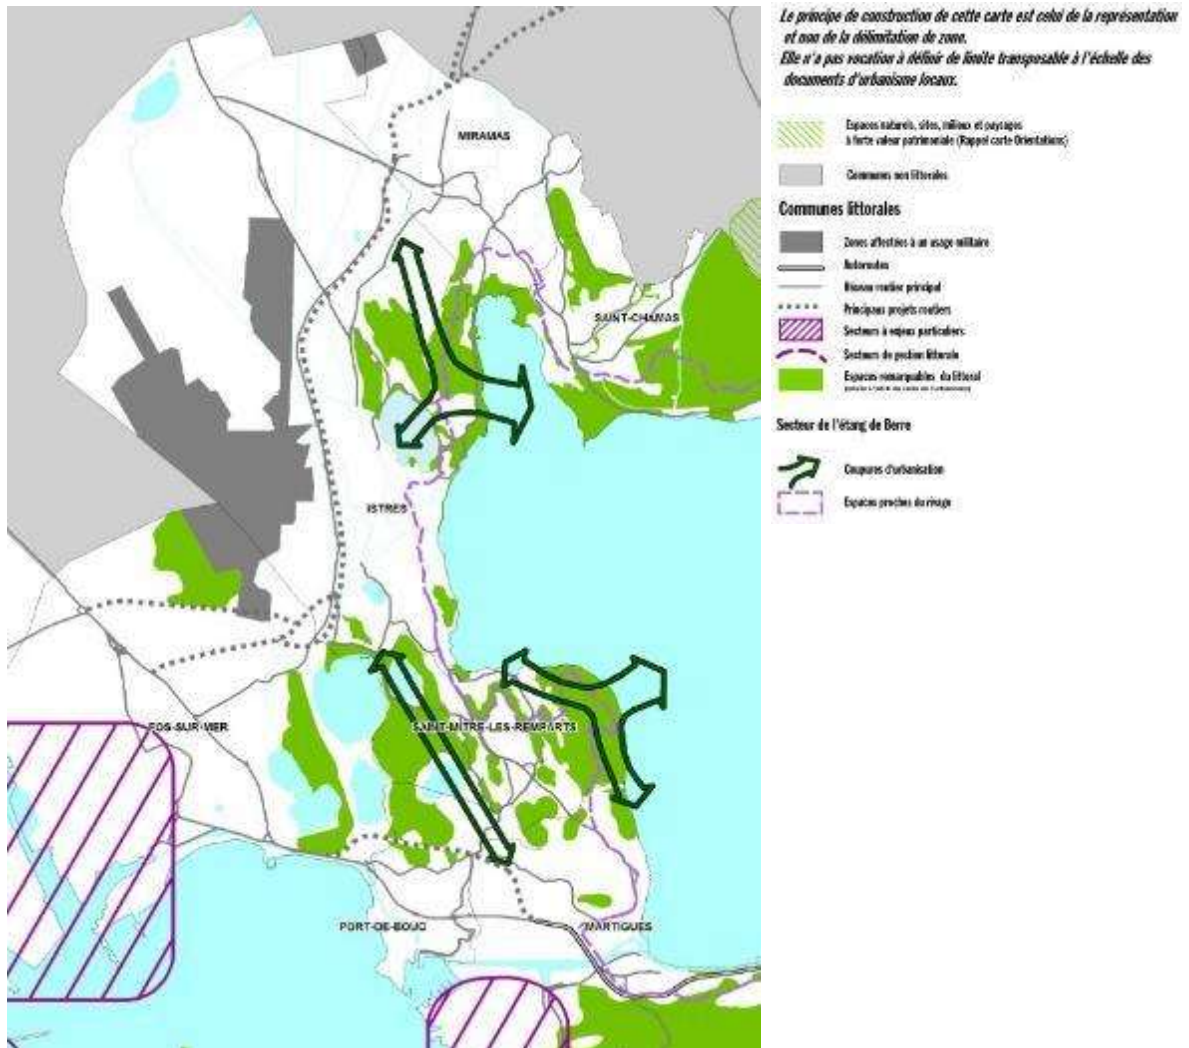 Le principe de construction de cette carte est celui de la représentation
et non de la délimitation de zone.
Elle n'a pas vocation à définir de limite transposable à l'échelle des
documents d'urbanisme locaux.
Espaces naturels, sites, milieux et paysages
à forte valeur patrimoniale (Rappel carte Orientations)
Communes non littorales
Communes littorales
Zones affectées à un usage militaire
Autoroutes
Réseau routier principal
Principaux projets routiers
Secteurs à enjeux particuliers
Secteurs de gestion littorale
Espaces remarquables du littoral
Secteur de l'étang de Berre
Coupures d'urbanisation
Espaces proches du rivage
MIRAMAS
SAINT-CHAMAS
ISTRES
FOS-SUR-MER
SAINT-MITRE-LES-REMPARTS
PORT-DE-BOUC
MARTIGUES